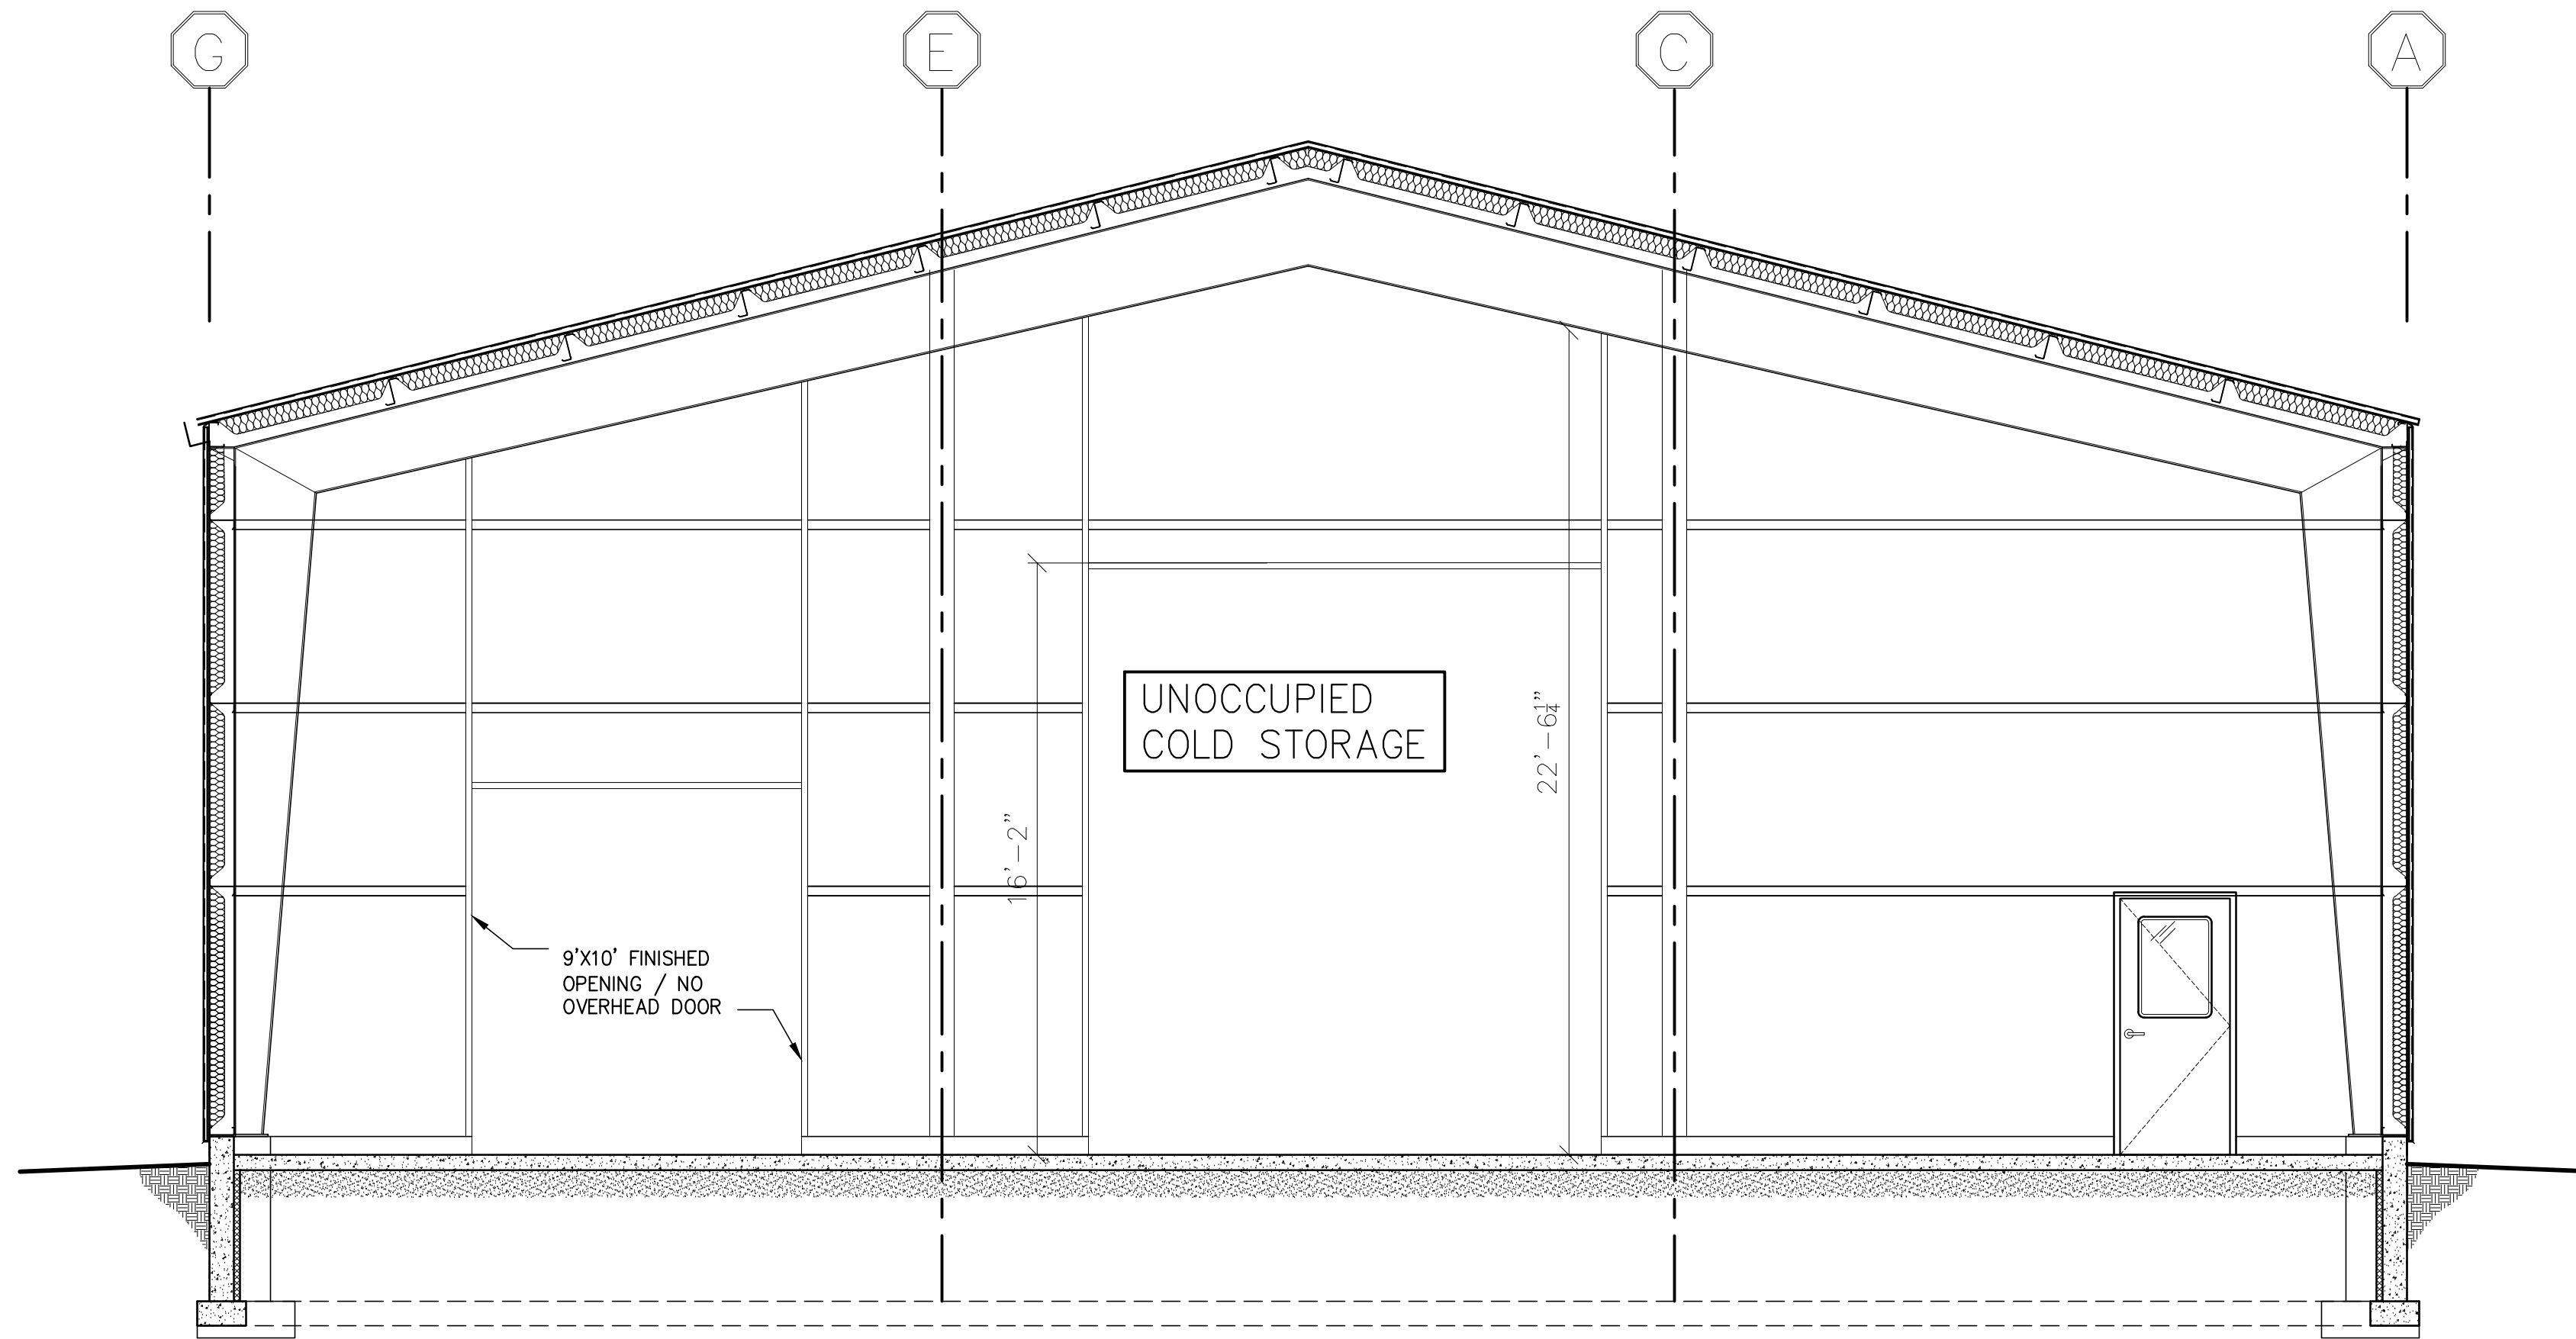 G
E
C
A
UNOCCUPIED
COLD STORAGE
22'-6¼"
16'-2"
9'X10' FINISHED
OPENING / NO
OVERHEAD DOOR